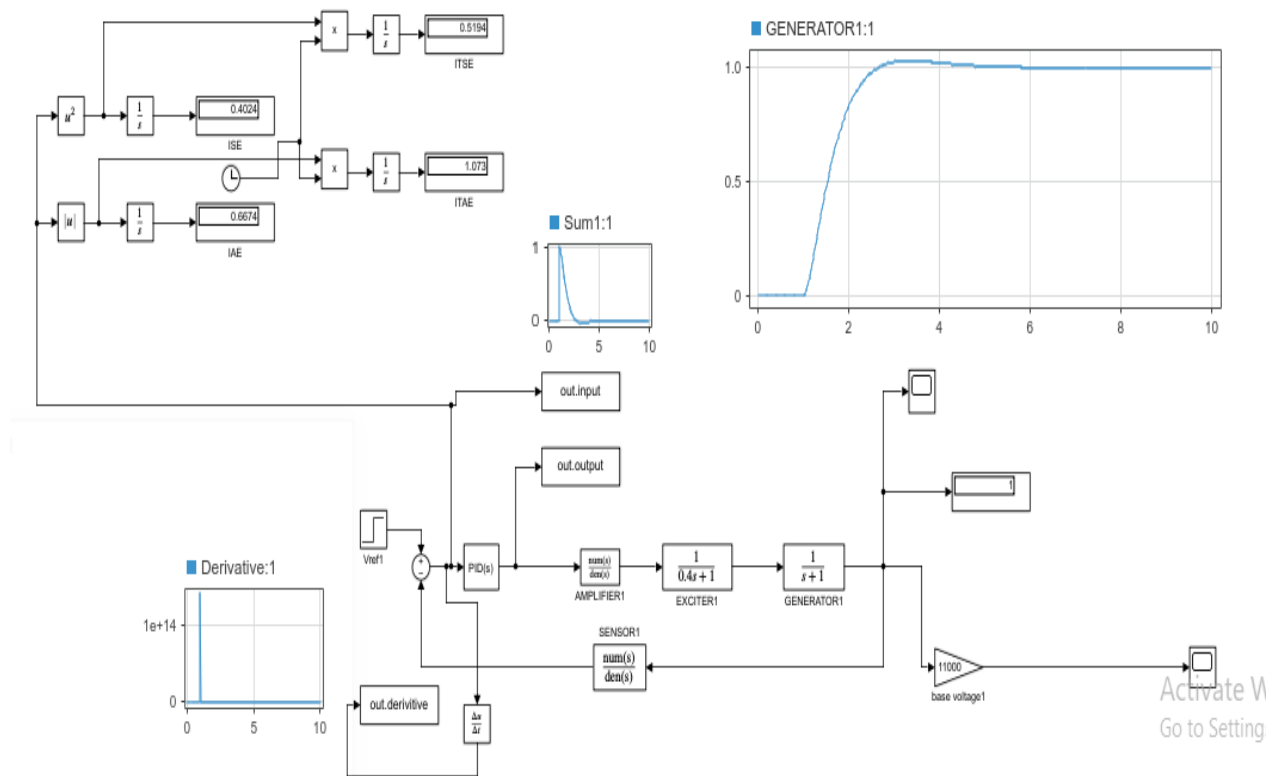 x
1
s
0.5194
ITSE
u²
1
s
0.4024
ISE
x
1
s
1.073
ITAE
|u|
1
s
0.6674
IAE
GENERATOR1:1
1.0
0.5
0
0
2
4
6
8
10
Sum1:1
1
0
0
5
10
out.input
out.output
1
Vref1
+
−
PID(s)
num(s)
den(s)
AMPLIFIER1
1
0.4s+1
EXCITER1
1
s+1
GENERATOR1
Derivative:1
1e+14
0
0
5
10
SENSOR1
num(s)
den(s)
11000
base voltage1
out.derivitive
Δu
Δt
Activate W
Go to Setting